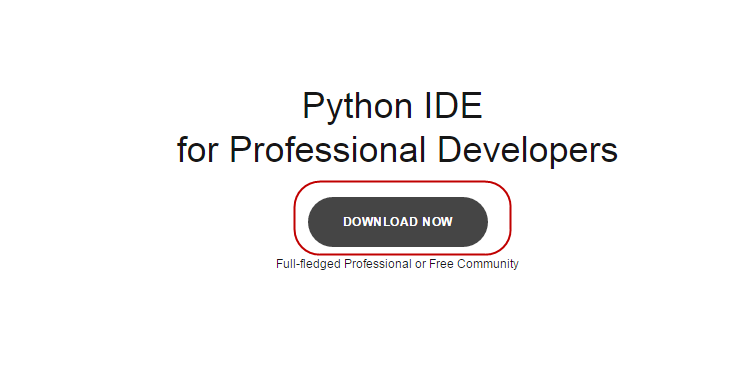 Python IDE
for Professional Developers
DOWNLOAD NOW
Full-fledged Professional or Free Community